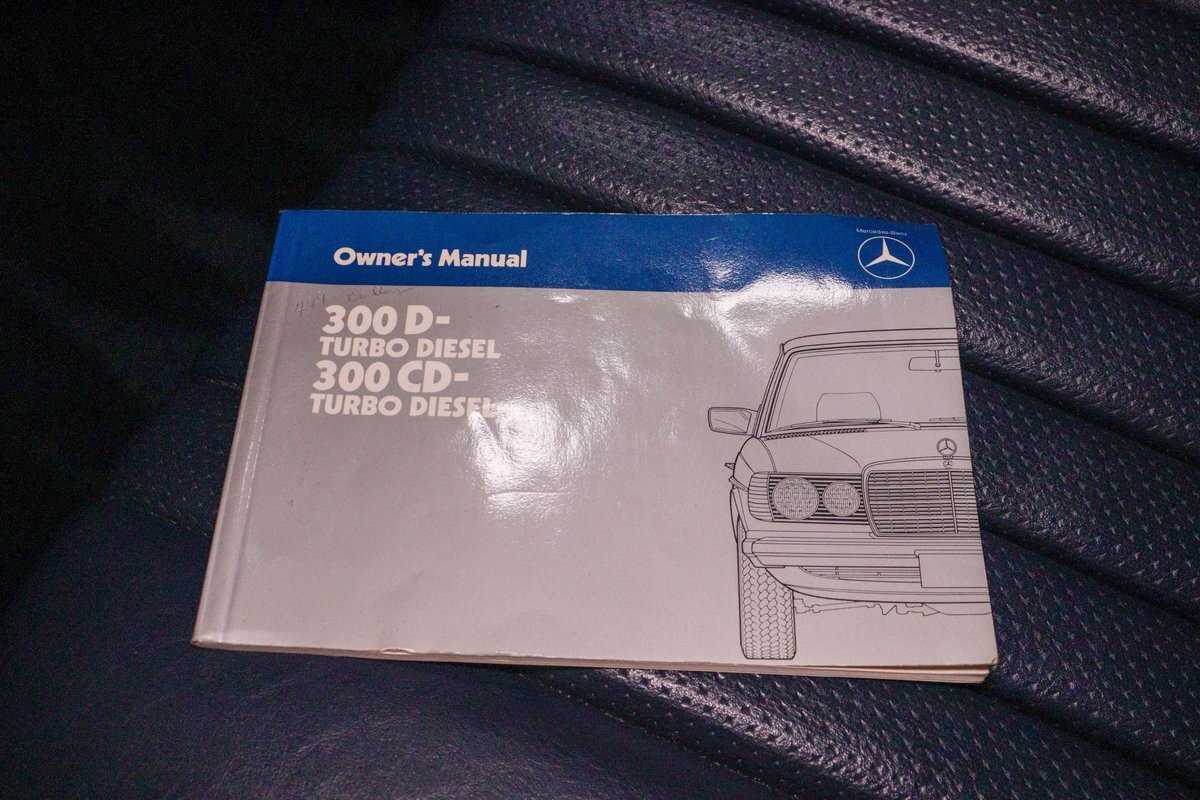 Mercedes-Benz
Owner's Manual
300 D-
TURBO DIESEL
300 CD-
TURBO DIESEL